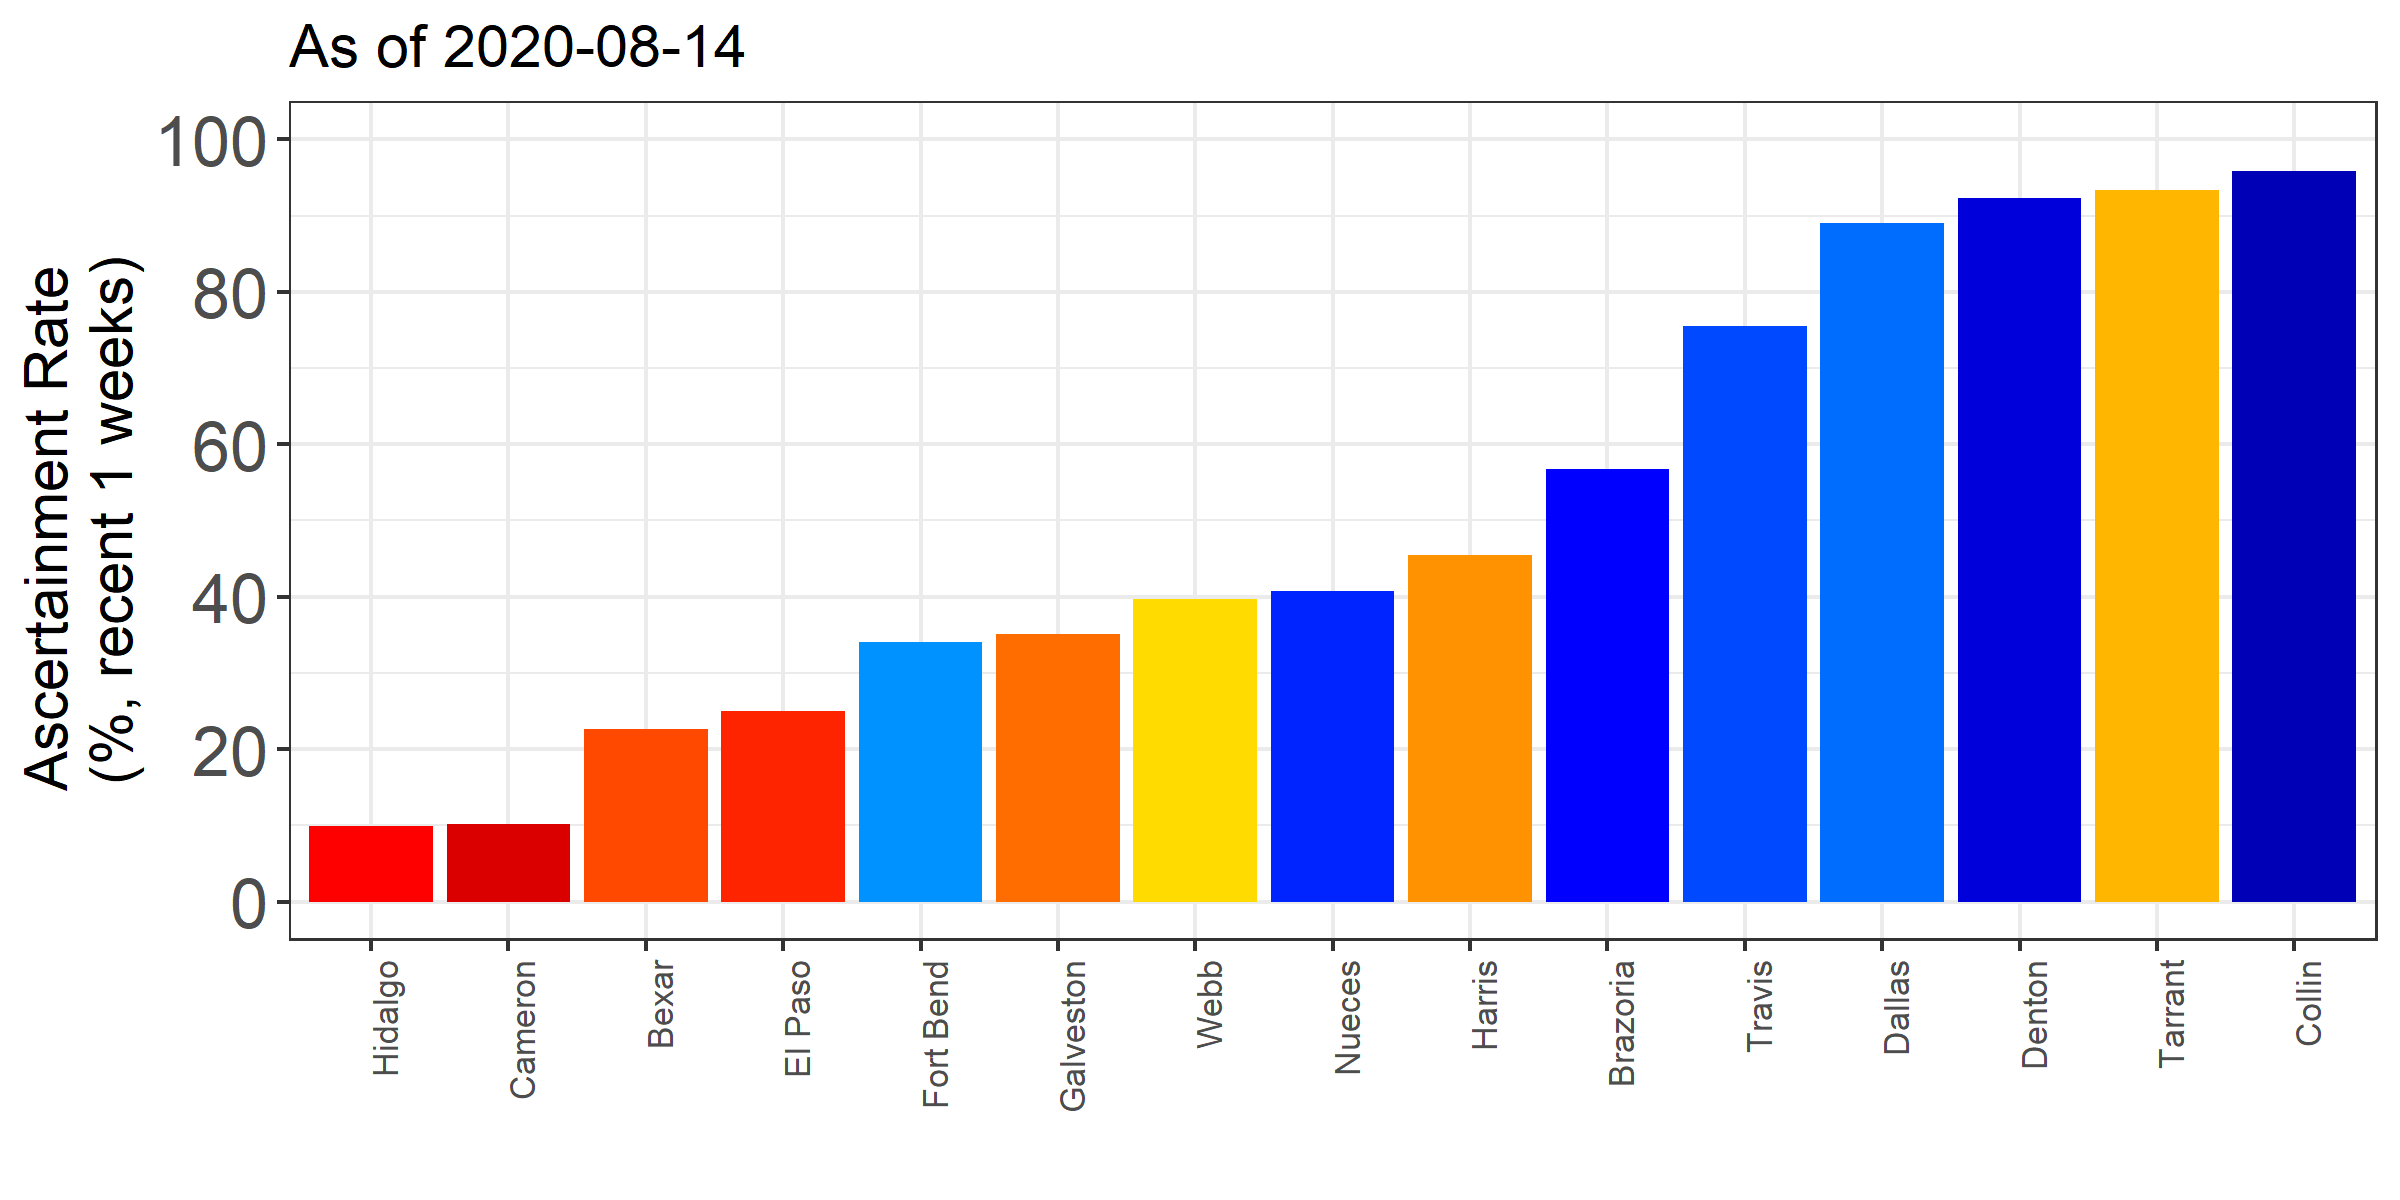 As of 2020-08-14
Ascertainment Rate
(%, recent 1 weeks)
100
80
60
40
20
0
Hidalgo
Cameron
Bexar
El Paso
Fort Bend
Galveston
Webb
Nueces
Harris
Brazoria
Travis
Dallas
Denton
Tarrant
Collin